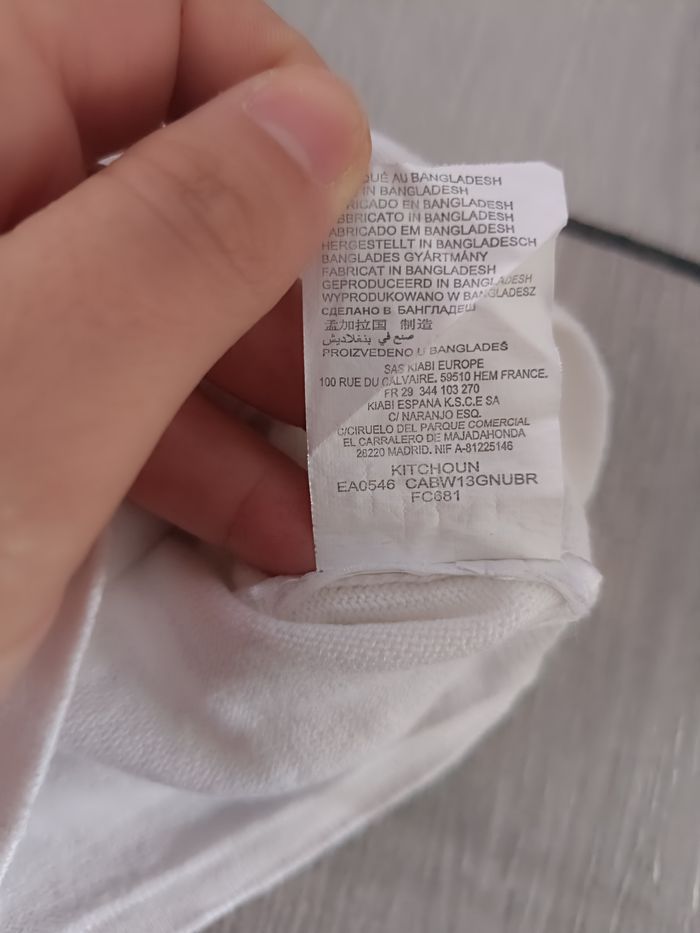 QUÉ AU BANGLADESH
IN BANGLADESH
RICADO EN BANGLADESH
BBRICATO IN BANGLADESH
ABRICADO EM BANGLADESH
HERGESTELLT IN BANGLADESCH
BANGLADES GYÁRTMÁNY
FABRICAT IN BANGLADESH
GEPRODUCEERD IN BANGLADESH
WYPRODUKOWANO W BANGLADESZ
СДЕЛАНО В БАНГЛАДЕШ
孟加拉国 制造
صنع في بنغلاديش
PROIZVEDENO U BANGLADEŠ
SAS KIABI EUROPE
100 RUE DU CALVAIRE. 59510 HEM FRANCE.
FR 29 344 103 270
KIABI ESPANA K.S.C.E SA
C/ NARANJO ESQ.
C/CIRUELO DEL PARQUE COMERCIAL
EL CARRALERO DE MAJADAHONDA
28220 MADRID. NIF A-81225146
KITCHOUN
EA0546 CABW13GNUBR
FC681